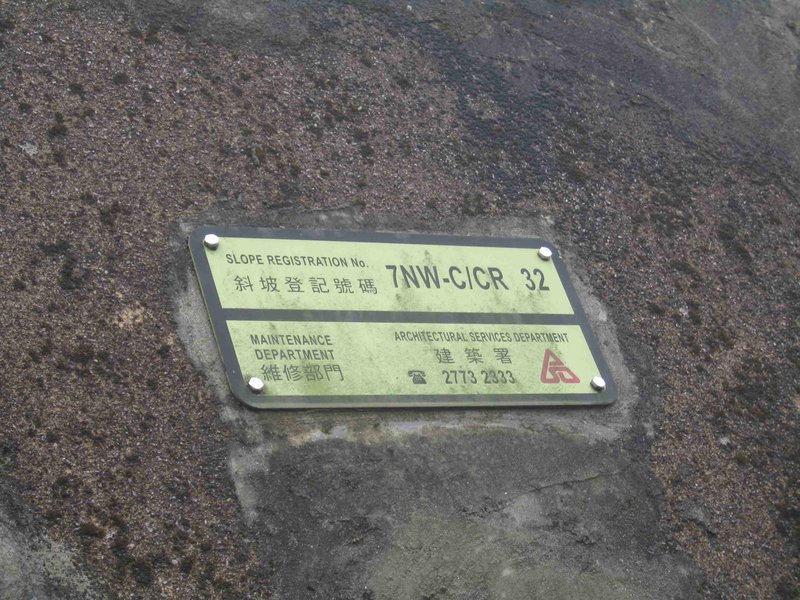 SLOPE REGISTRATION No.
斜坡登記號碼
7NW-C/CR 32
MAINTENANCE
DEPARTMENT
維修部門
ARCHITECTURAL SERVICES DEPARTMENT
建築署
☎ 2773 2333